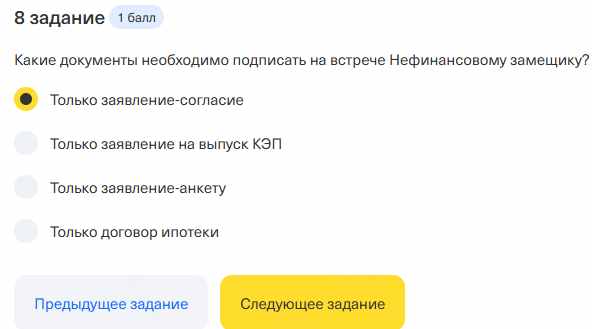 8 задание 1 балл
Какие документы необходимо подписать на встрече Нефинансовому замещику?
Только заявление-согласие
Только заявление на выпуск КЭП
Только заявление-анкету
Только договор ипотеки
Предыдущее задание Следующее задание